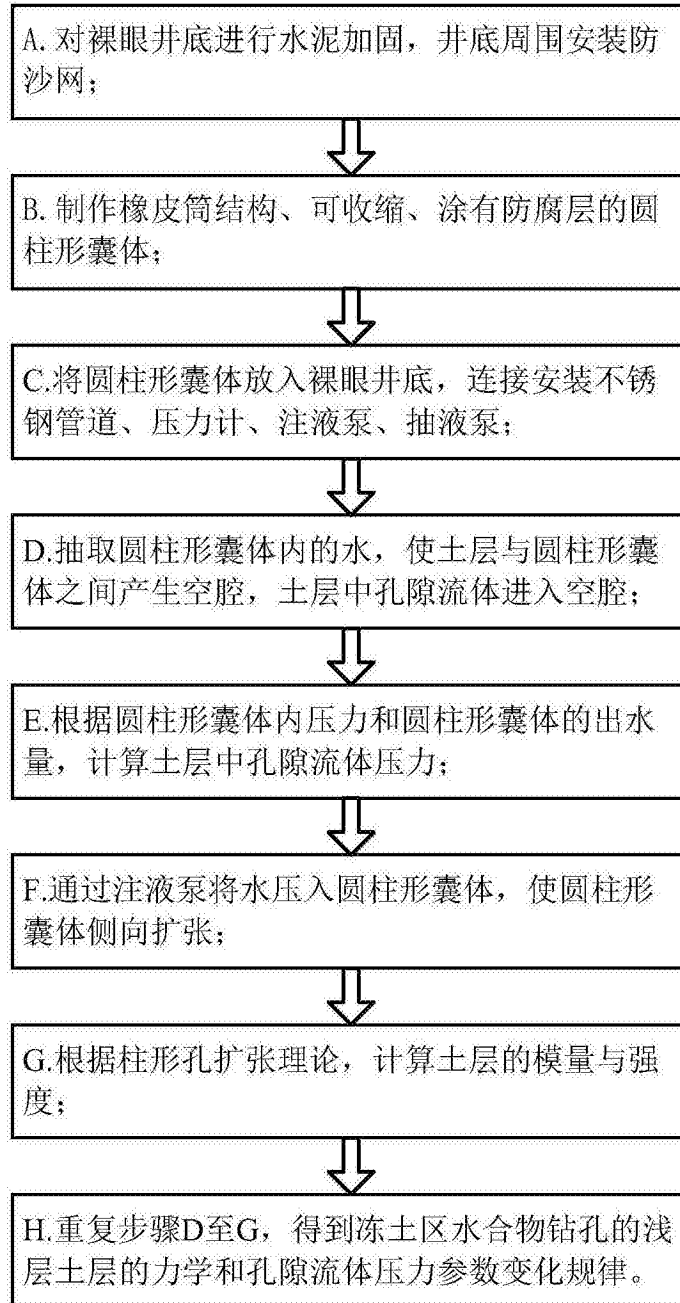 A. 对裸眼井底进行水泥加固，井底周围安装防
沙网；
B. 制作橡皮筒结构、可收缩、涂有防腐层的圆
柱形囊体；
C.将圆柱形囊体放入裸眼井底，连接安装不锈
钢管道、压力计、注液泵、抽液泵；
D.抽取圆柱形囊体内的水，使土层与圆柱形囊
体之间产生空腔，土层中孔隙流体进入空腔；
E.根据圆柱形囊体内压力和圆柱形囊体的出水
量，计算土层中孔隙流体压力；
F.通过注液泵将水压入圆柱形囊体，使圆柱形
囊体侧向扩张；
G.根据柱形孔扩张理论，计算土层的模量与强
度；
H.重复步骤D至G，得到冻土区水合物钻孔的浅
层土层的力学和孔隙流体压力参数变化规律。